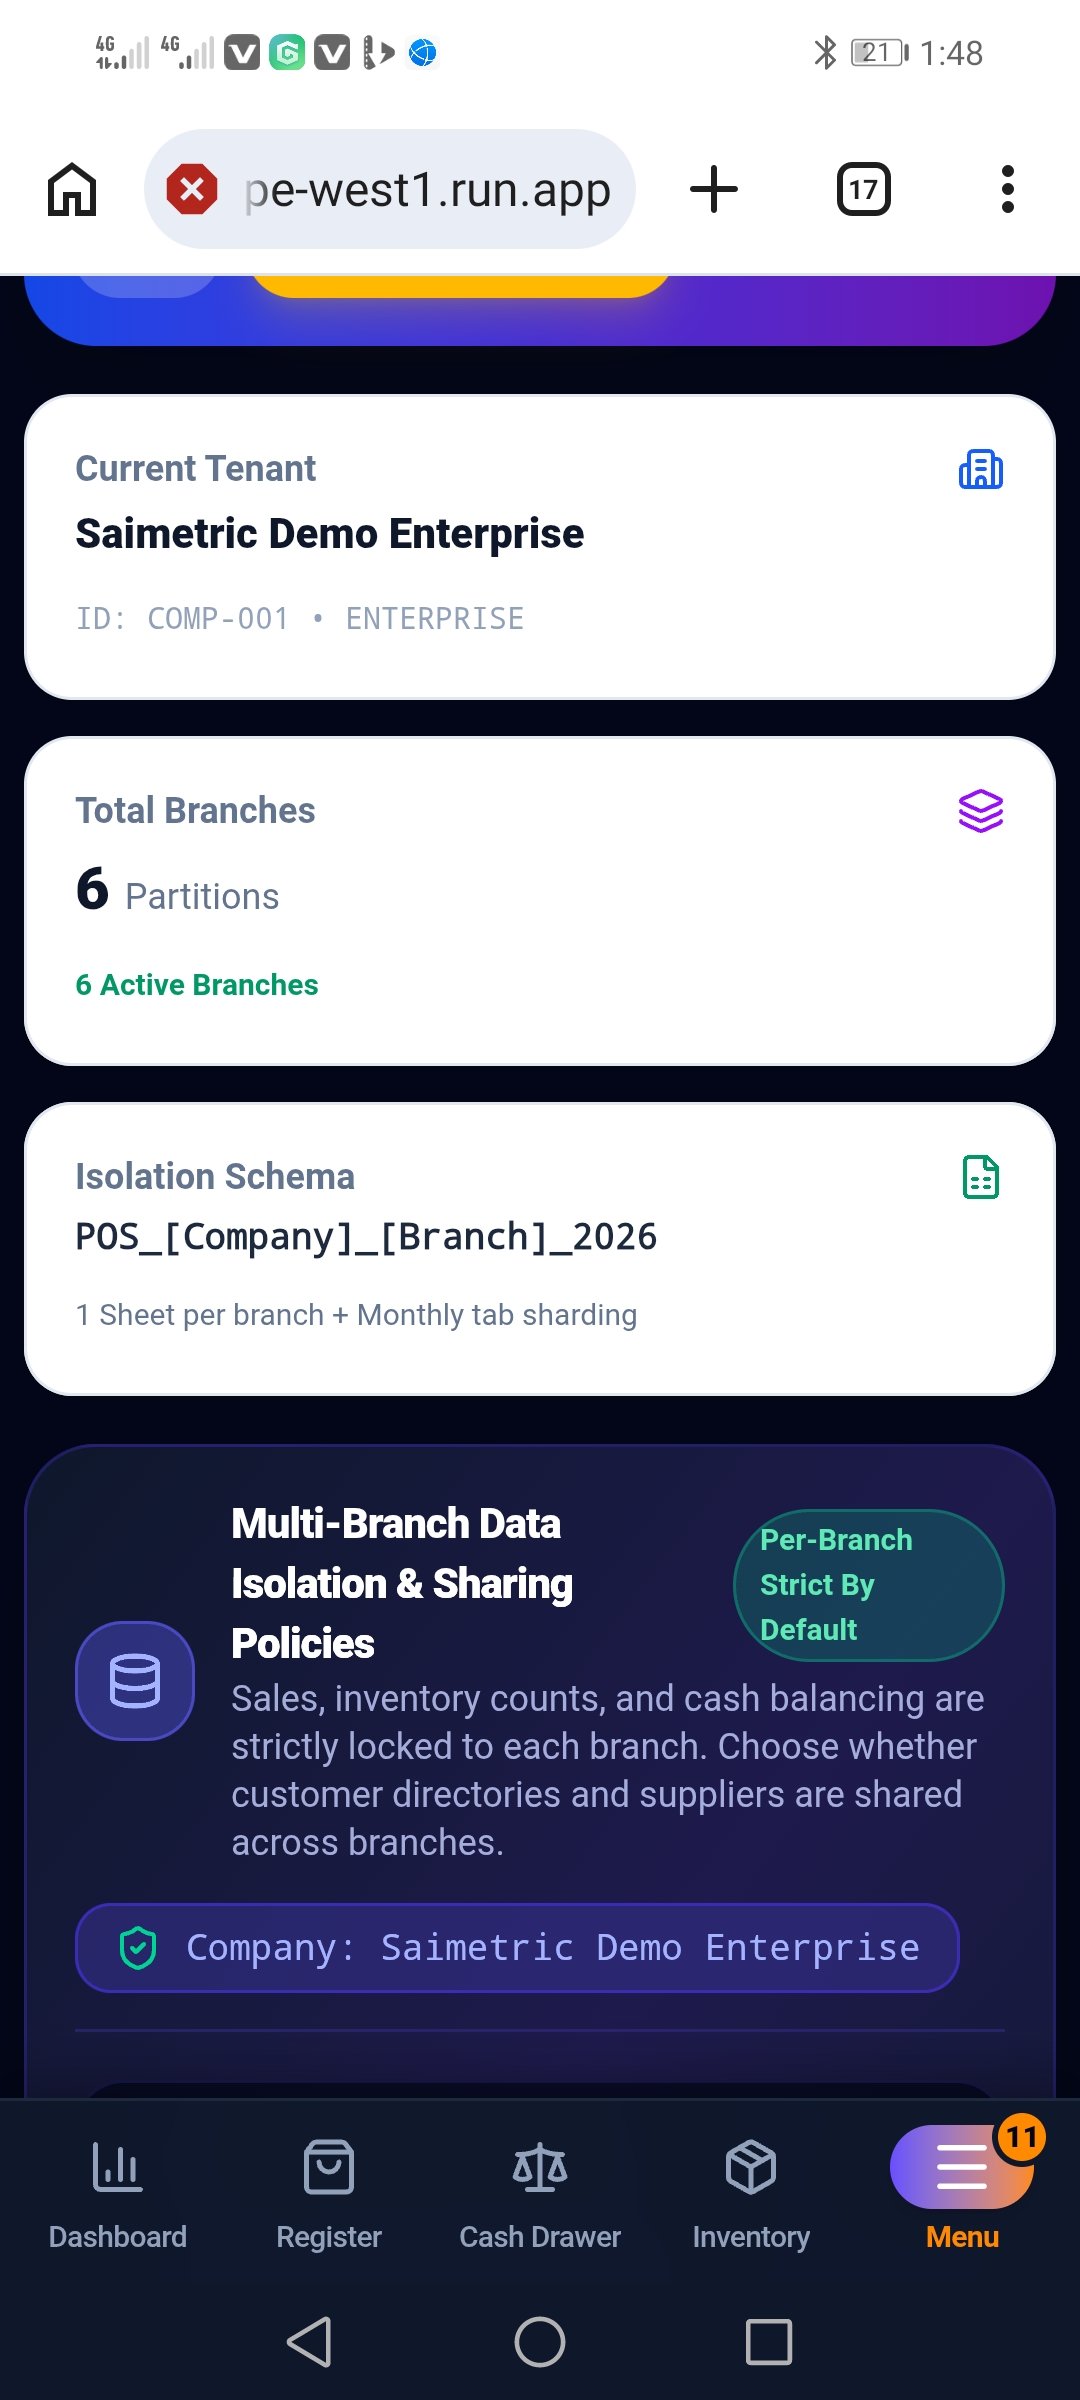 4G 4G 21 1:48
pe-west1.run.app 17
Current Tenant
Saimetric Demo Enterprise
ID: COMP-001 • ENTERPRISE
Total Branches
6 Partitions
6 Active Branches
Isolation Schema
POS_[Company]_[Branch]_2026
1 Sheet per branch + Monthly tab sharding
Multi-Branch Data
Isolation & Sharing
Policies
Per-Branch
Strict By
Default
Sales, inventory counts, and cash balancing are
strictly locked to each branch. Choose whether
customer directories and suppliers are shared
across branches.
Company: Saimetric Demo Enterprise
11
Dashboard Register Cash Drawer Inventory Menu